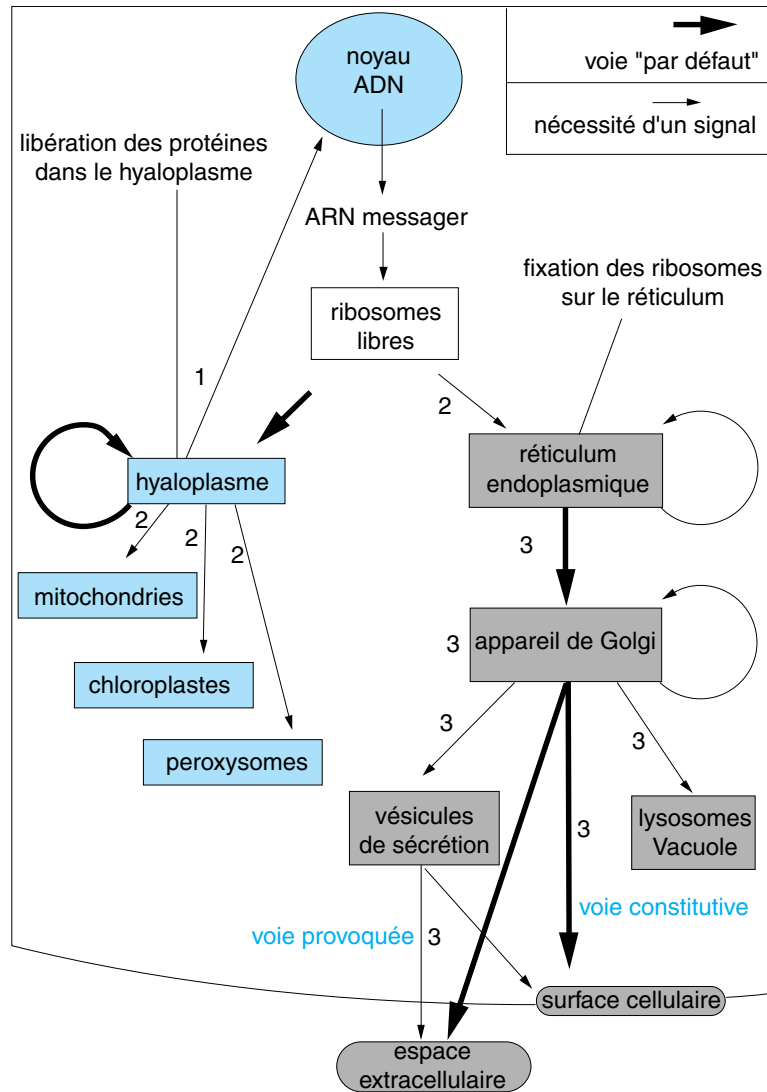 noyau
ADN
voie "par défaut"
nécessité d'un signal
libération des protéines
dans le hyaloplasme
ARN messager
fixation des ribosomes
sur le réticulum
ribosomes
libres
1
2
hyaloplasme
réticulum
endoplasmique
2
2
2
3
mitochondries
chloroplastes
peroxysomes
3
appareil de Golgi
3
3
vésicules
de sécrétion
3
lysosomes
Vacuole
voie provoquée
3
voie constitutive
surface cellulaire
espace
extracellulaire